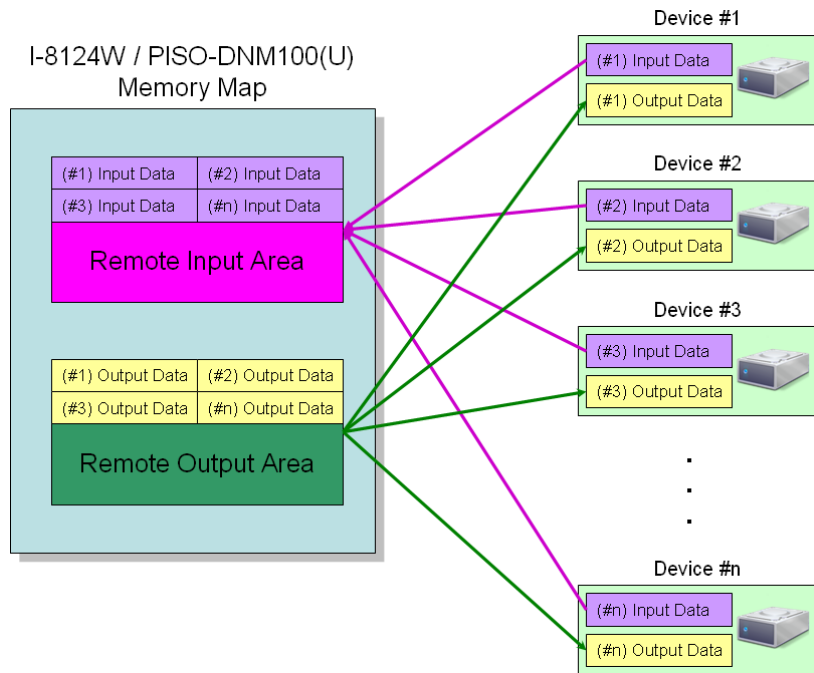 I-8124W / PISO-DNM100(U)
Memory Map
(#1) Input Data
(#2) Input Data
(#3) Input Data
(#n) Input Data
Remote Input Area
(#1) Output Data
(#2) Output Data
(#3) Output Data
(#n) Output Data
Remote Output Area
Device #1
(#1) Input Data
(#1) Output Data
Device #2
(#2) Input Data
(#2) Output Data
Device #3
(#3) Input Data
(#3) Output Data
.
.
.
Device #n
(#n) Input Data
(#n) Output Data